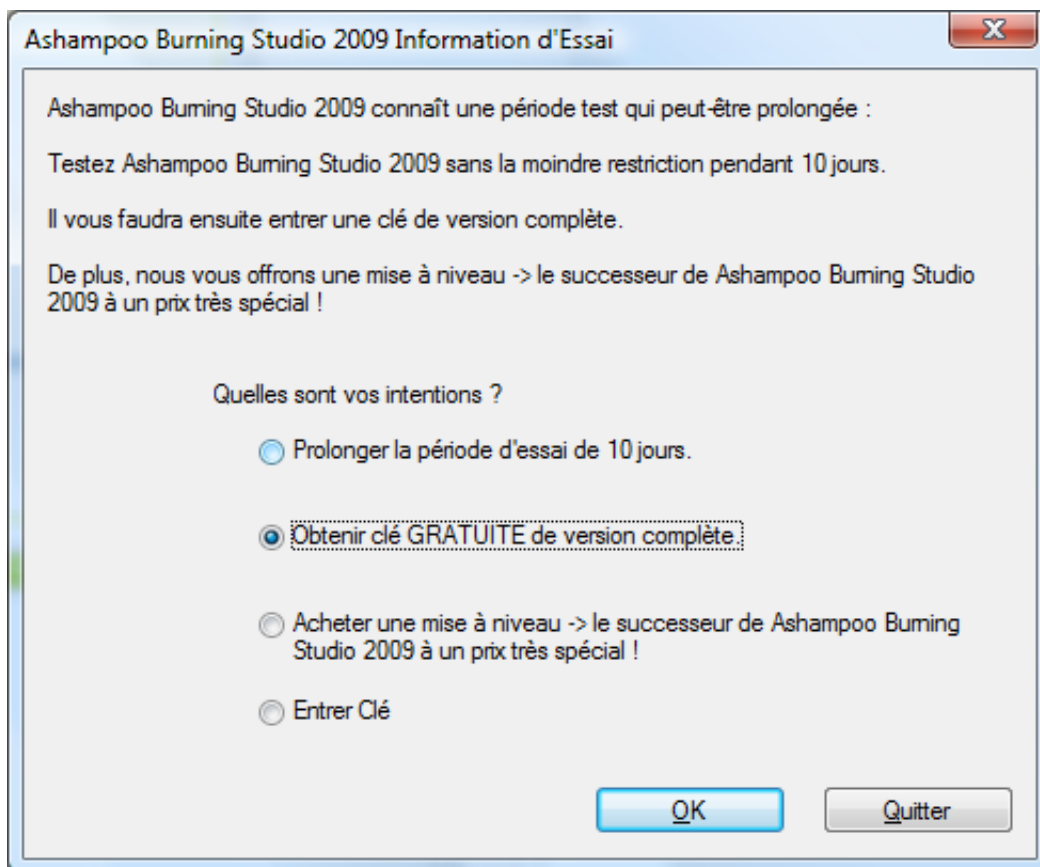 Ashampoo Burning Studio 2009 Information d'Essai
Ashampoo Burning Studio 2009 connaît une période test qui peut-être prolongée :
Testez Ashampoo Burning Studio 2009 sans la moindre restriction pendant 10 jours.
Il vous faudra ensuite entrer une clé de version complète.
De plus, nous vous offrons une mise à niveau -> le successeur de Ashampoo Burning Studio
2009 à un prix très spécial !
Quelles sont vos intentions ?
Prolonger la période d'essai de 10 jours.
Obtenir clé GRATUITE de version complète.
Acheter une mise à niveau -> le successeur de Ashampoo Burning
Studio 2009 à un prix très spécial !
Entrer Clé
OK
Quitter